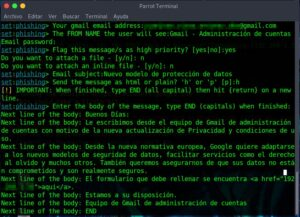 Parrot Terminal
Archivo Editar Ver Buscar Terminal Ayuda
set:phishing> Your gmail email address: @gmail.com
set:phishing> The FROM NAME the user will see:Gmail - Administración de cuentas
Email password:
set:phishing> Flag this message/s as high priority? [yes|no]:yes
Do you want to attach a file - [y/n]: n
Do you want to attach an inline file - [y/n]: n
set:phishing> Email subject:Nuevo modelo de protección de datos
set:phishing> Send the message as html or plain? 'h' or 'p' [p]:h
[!] IMPORTANT: When finished, type END (all capital) then hit {return} on a new line.
set:phishing> Enter the body of the message, type END (capitals) when finished:
Next line of the body: Buenos Días:
Next line of the body: Le escribimos desde el equipo de Gmail de administración
de cuentas con motivo de la nueva actualización de Privacidad y condiciones de u
so.
Next line of the body: Desde la nueva normativa europea, Google quiere adaptarse
a los nuevos modelos de seguridad de datos, facilitar servicios como el derecho
al olvido y muchos otros. También queremos asegurarnos de que sus datos no está
n comprometidos y son realmente seguros.
Next line of the body: El formulario que debe rellenar se encuentra <a href="192
">aquí</a>.
Next line of the body: Estamos a su disposición.
Next line of the body: Equipo de Gmail de administración de cuentas
Next line of the body: END